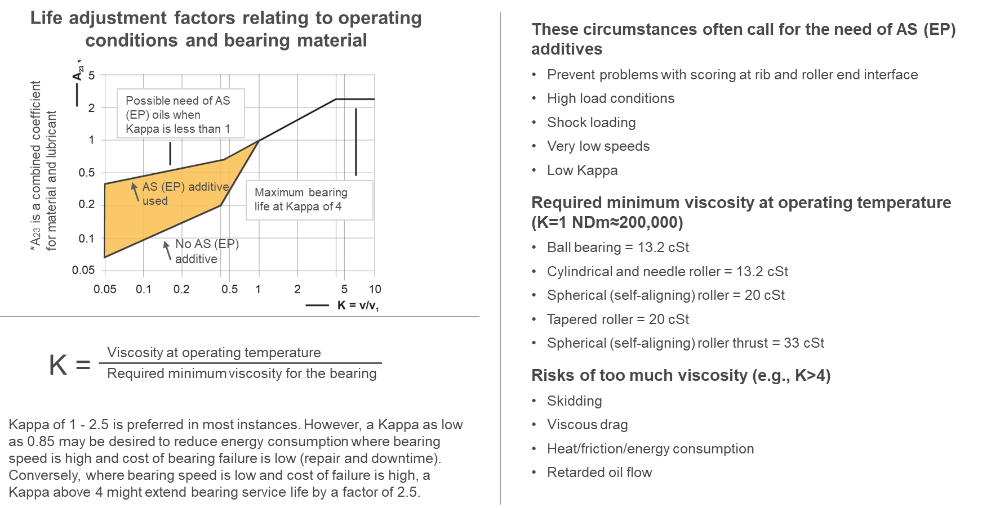 Life adjustment factors relating to operating
conditions and bearing material
A23*
*A23 is a combined coefficient
for material and lubricant
5
2
1
0.5
0.2
0.1
0.05
Possible need of AS
(EP) oils when
Kappa is less than 1
AS (EP) additive
used
No AS (EP)
additive
Maximum bearing
life at Kappa of 4
0.05 0.1 0.2 0.5 1 2 5 10
K = v/v1
K =
Viscosity at operating temperature
Required minimum viscosity for the bearing
Kappa of 1 - 2.5 is preferred in most instances. However, a Kappa as low
as 0.85 may be desired to reduce energy consumption where bearing
speed is high and cost of bearing failure is low (repair and downtime).
Conversely, where bearing speed is low and cost of failure is high, a
Kappa above 4 might extend bearing service life by a factor of 2.5.
These circumstances often call for the need of AS (EP)
additives
• Prevent problems with scoring at rib and roller end interface
• High load conditions
• Shock loading
• Very low speeds
• Low Kappa
Required minimum viscosity at operating temperature
(K=1 NDm≈200,000)
• Ball bearing = 13.2 cSt
• Cylindrical and needle roller = 13.2 cSt
• Spherical (self-aligning) roller = 20 cSt
• Tapered roller = 20 cSt
• Spherical (self-aligning) roller thrust = 33 cSt
Risks of too much viscosity (e.g., K>4)
• Skidding
• Viscous drag
• Heat/friction/energy consumption
• Retarded oil flow